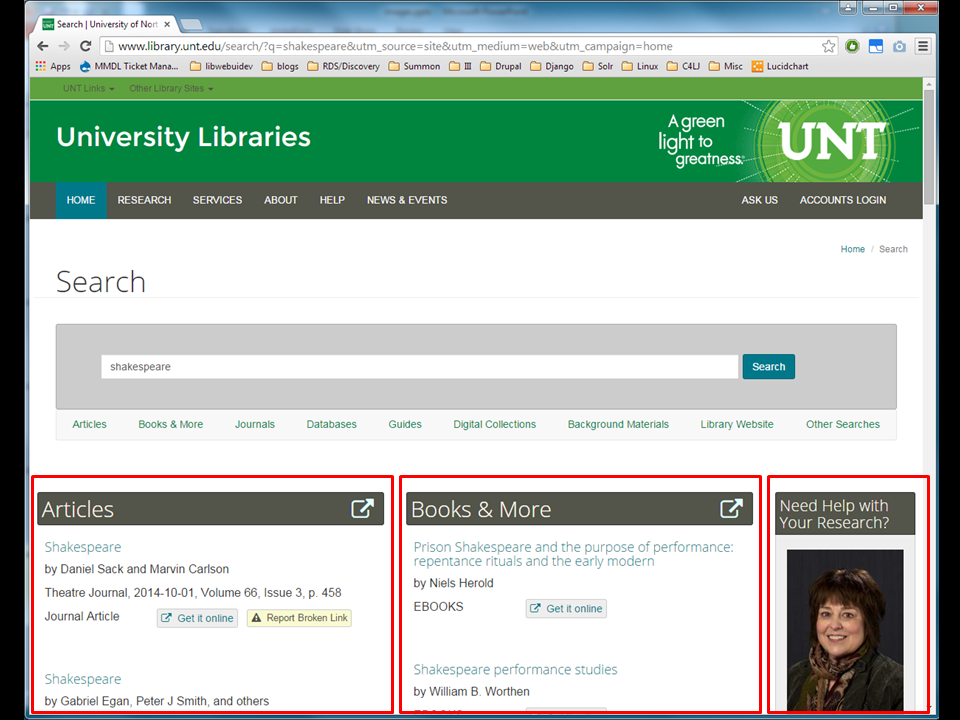 Search | University of Nort
www.library.unt.edu/search/?q=shakespeare&utm_source=site&utm_medium=web&utm_campaign=home
Apps MMDL Ticket Mana... libwebuidev blogs RDS/Discovery Summon III Drupal Django Solr Linux C4LJ Misc Lucidchart
UNT Links Other Library Sites
University Libraries
A green
light to
greatness.
UNT
HOME RESEARCH SERVICES ABOUT HELP NEWS & EVENTS ASK US ACCOUNTS LOGIN
Home / Search
Search
shakespeare Search
Articles Books & More Journals Databases Guides Digital Collections Background Materials Library Website Other Searches
Articles
Shakespeare
by Daniel Sack and Marvin Carlson
Theatre Journal, 2014-10-01, Volume 66, Issue 3, p. 458
Journal Article Get it online Report Broken Link
Shakespeare
by Gabriel Egan, Peter J Smith, and others
Books & More
Prison Shakespeare and the purpose of performance:
repentance rituals and the early modern
by Niels Herold
EBOOKS Get it online
Shakespeare performance studies
by William B. Worthen
Need Help with
Your Research?